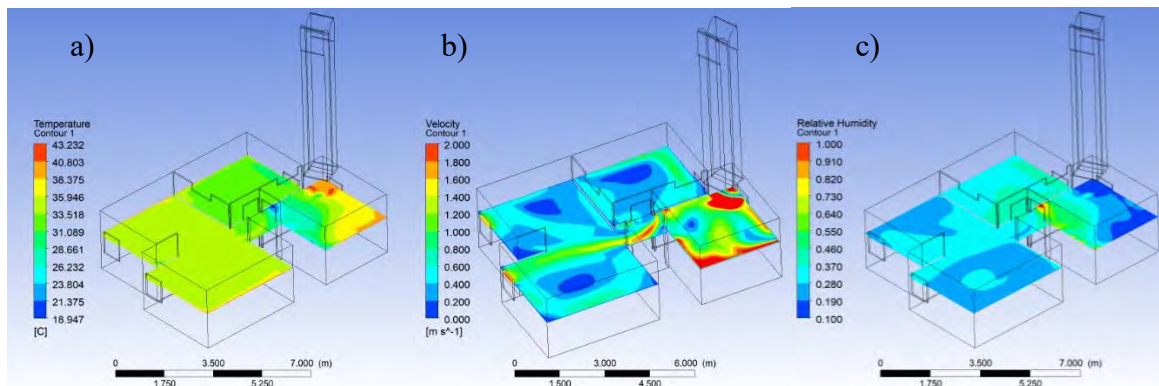 a)
Temperature
Contour 1
43.232
40.803
38.375
35.946
33.518
31.089
28.661
26.232
23.804
21.375
18.947
[C]
0 3.500 7.000 (m)
1.750 5.250
b)
Velocity
Contour 1
2.000
1.800
1.600
1.400
1.200
1.000
0.800
0.600
0.400
0.200
0.000
[m s^-1]
0 3.000 6.000 (m)
1.500 4.500
c)
Relative Humidity
Contour 1
1.000
0.910
0.820
0.730
0.640
0.550
0.460
0.370
0.280
0.190
0.100
0 3.500 7.000 (m)
1.750 5.250